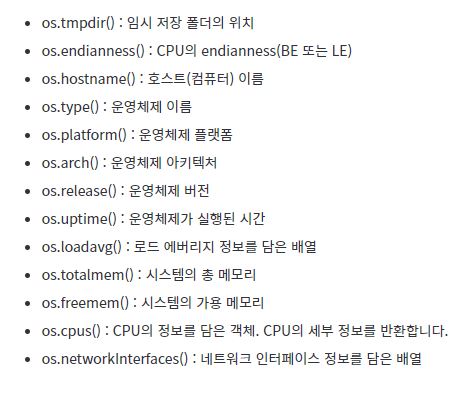 os.tmpdir() : 임시 저장 폴더의 위치
os.endianness() : CPU의 endianness(BE 또는 LE)
os.hostname() : 호스트(컴퓨터) 이름
os.type() : 운영체제 이름
os.platform() : 운영체제 플랫폼
os.arch() : 운영체제 아키텍처
os.release() : 운영체제 버전
os.uptime() : 운영체제가 실행된 시간
os.loadavg() : 로드 에버리지 정보를 담은 배열
os.totalmem() : 시스템의 총 메모리
os.freemem() : 시스템의 가용 메모리
os.cpus() : CPU의 정보를 담은 객체. CPU의 세부 정보를 반환합니다.
os.networkInterfaces() : 네트워크 인터페이스 정보를 담은 배열